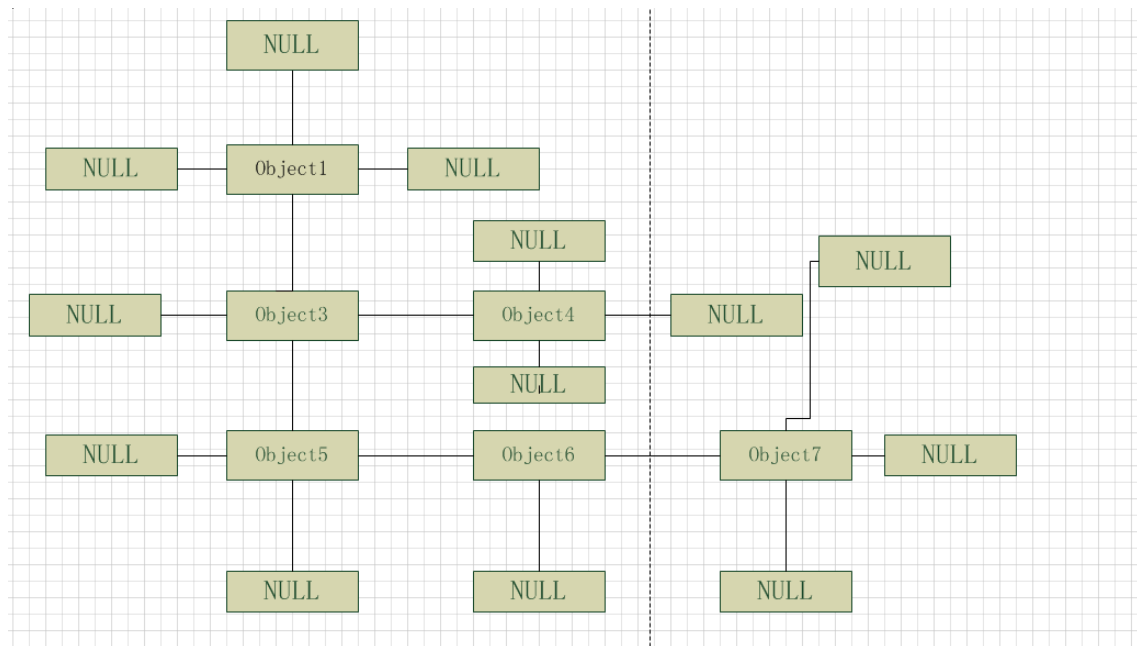 NULL
NULL Object1 NULL
NULL
NULL
NULL Object3 Object4 NULL
NULL
NULL Object5 Object6 Object7 NULL
NULL NULL NULL